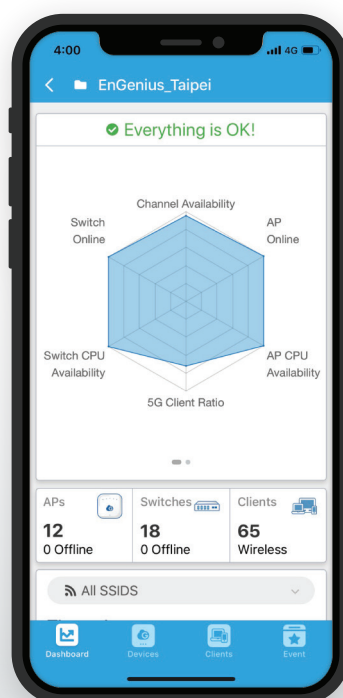 4:00
4G
EnGenius_Taipei
Everything is OK!
Channel Availability
Switch
Online
AP
Online
Switch CPU
Availability
AP CPU
Availability
5G Client Ratio
APs
12
0 Offline
Switches
18
0 Offline
Clients
65
Wireless
All SSIDS
Dashboard
Devices
Clients
Event